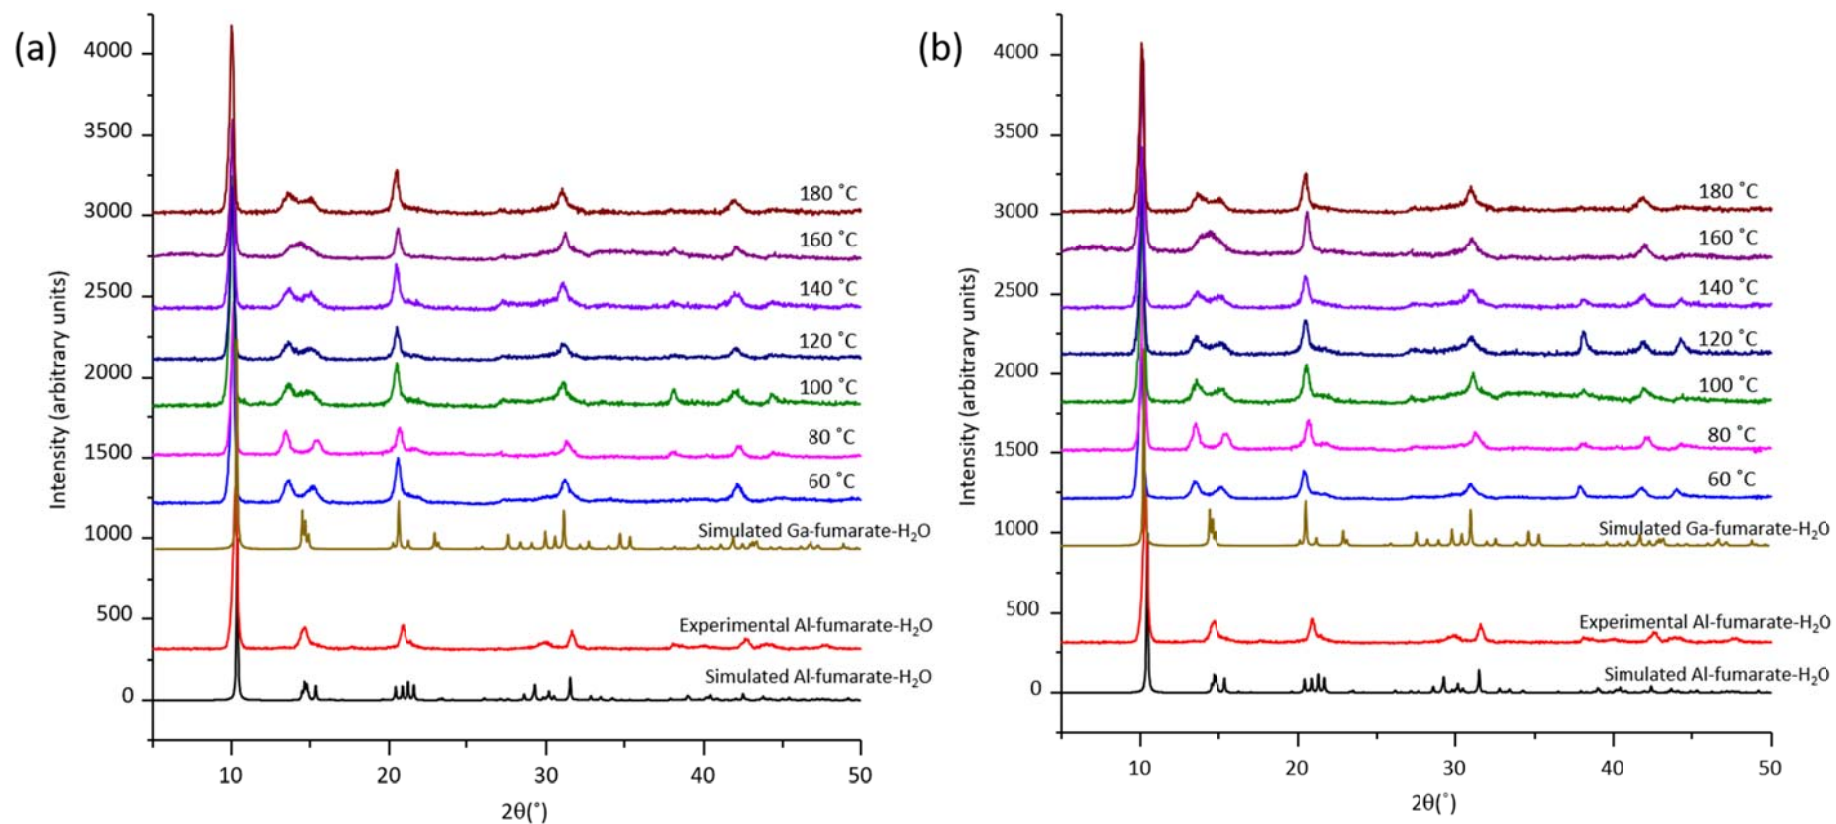 (a)
4000
3500
3000
2500
2000
1500
1000
500
0
Intensity (arbitrary units)
180 ˚C
160 ˚C
140 ˚C
120 ˚C
100 ˚C
80 ˚C
60 ˚C
Simulated Ga-fumarate-H₂O
Experimental Al-fumarate-H₂O
Simulated Al-fumarate-H₂O
10 20 30 40 50
2θ(˚)
(b)
4000
3500
3000
2500
2000
1500
1000
500
0
Intensity (arbitrary units)
180 ˚C
160 ˚C
140 ˚C
120 ˚C
100 ˚C
80 ˚C
60 ˚C
Simulated Ga-fumarate-H₂O
Experimental Al-fumarate-H₂O
Simulated Al-fumarate-H₂O
10 20 30 40 50
2θ(˚)